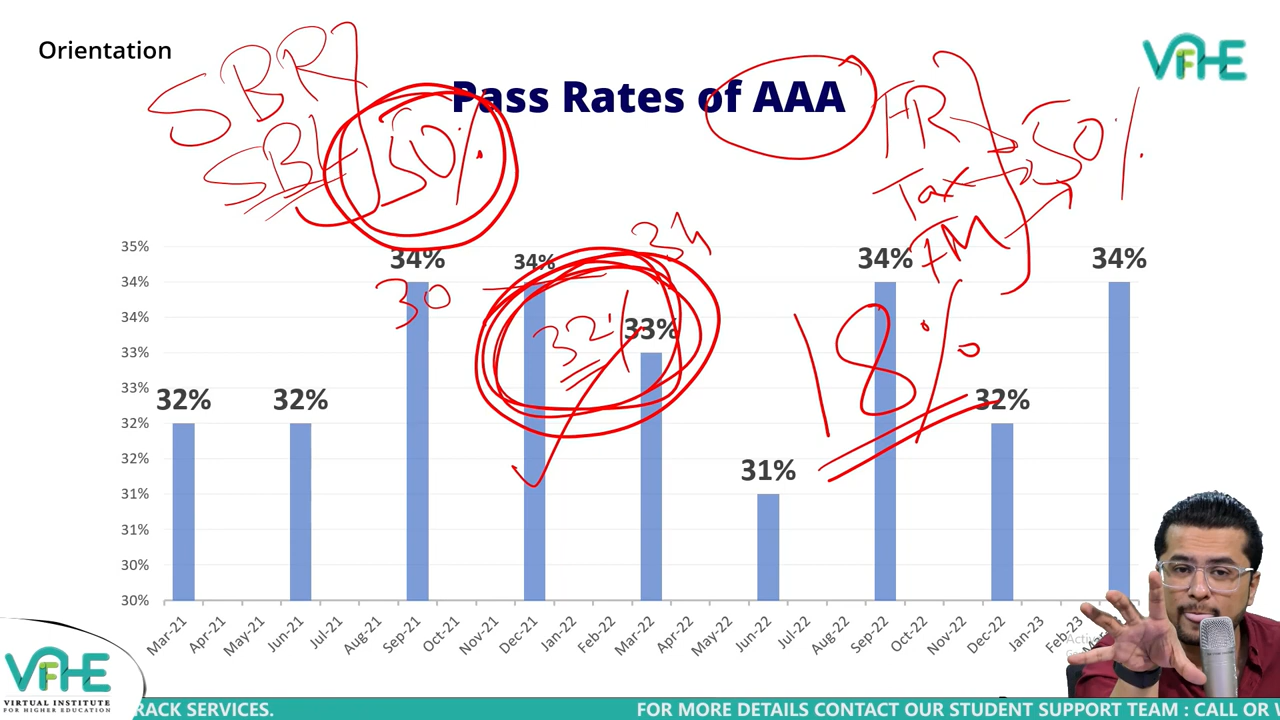 Orientation
VFHE
Pass Rates of AAA
SBR
SBL
50%
FR
Tax
FM
50%
35%
34%
34%
33%
33%
32%
32%
31%
31%
30%
30%
32%
32%
34%
34%
33%
31%
34%
32%
34%
30
34
32%
18%
Mar-21
Apr-21
May-21
Jun-21
Jul-21
Aug-21
Sep-21
Oct-21
Nov-21
Dec-21
Jan-22
Feb-22
Mar-22
Apr-22
May-22
Jun-22
Jul-22
Aug-22
Sep-22
Oct-22
Nov-22
Dec-22
Jan-23
Feb-23
VFHE
VIRTUAL INSTITUTE
FOR HIGHER EDUCATION
RACK SERVICES. FOR MORE DETAILS CONTACT OUR STUDENT SUPPORT TEAM : CALL OR